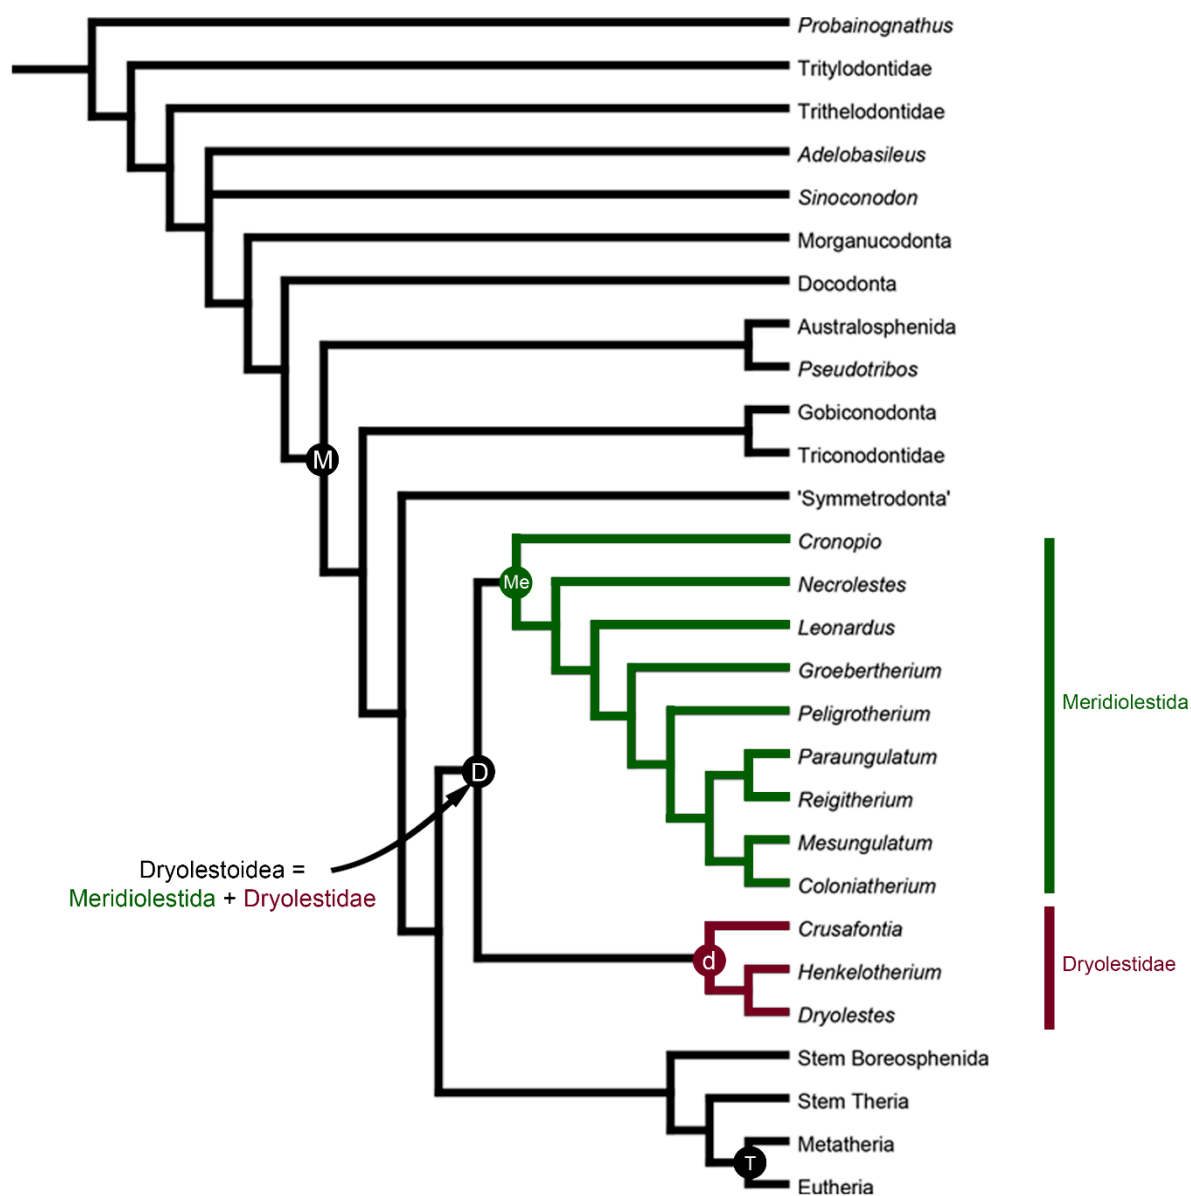 Probainognathus
Tritylodontidae
Trithelodontidae
Adelobasileus
Sinoconodon
Morganucodonta
Docodonta
Australosphenida
Pseudotribos
Gobiconodonta
M
Triconodontidae
'Symmetrodonta'
Cronopio
Me
Necrolestes
Leonardus
Groebertherium
Meridiolestida
Peligrotherium
Paraungulatum
D
Reigitherium
Mesungulatum
Dryolestoidea =
Meridiolestida + Dryolestidae
Coloniatherium
Crusafontia
d
Dryolestidae
Henkelotherium
Dryolestes
Stem Boreosphenida
Stem Theria
Metatheria
T
Eutheria